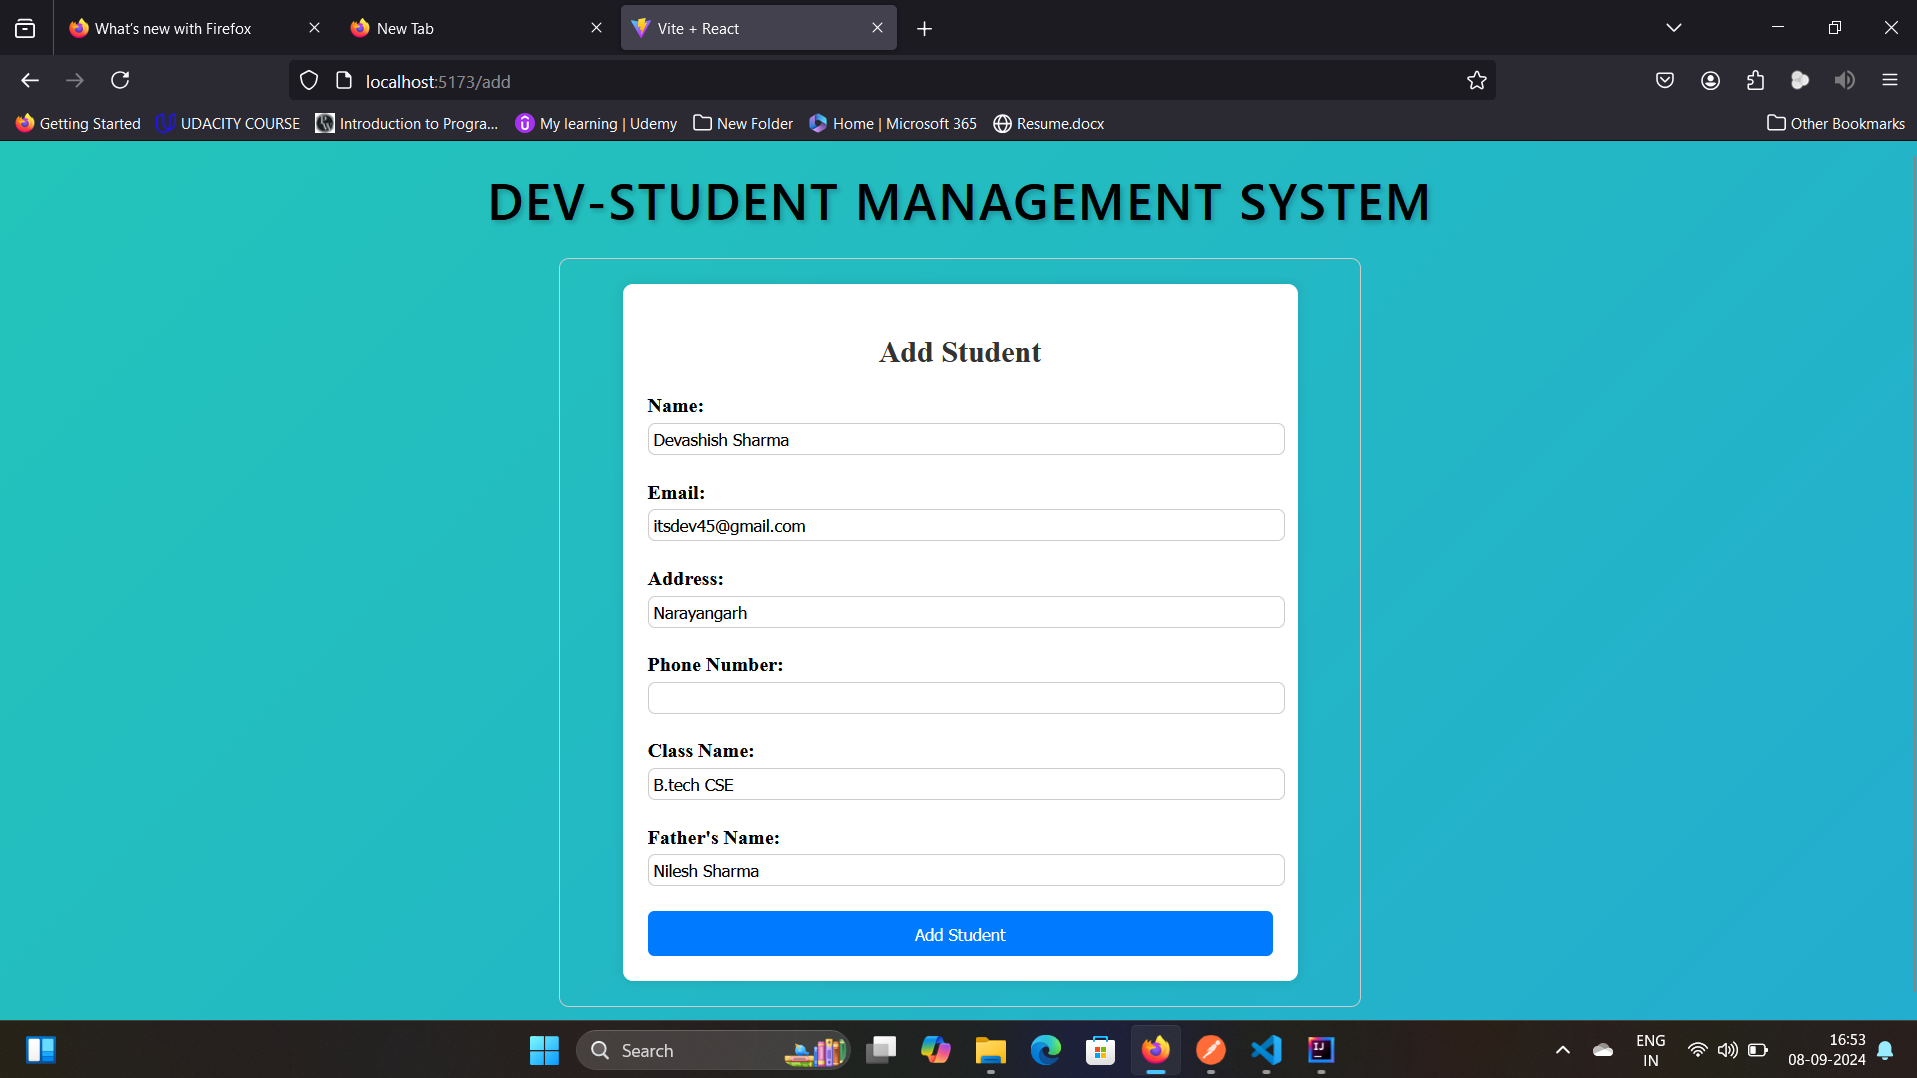 What's new with Firefox
New Tab
Vite + React
localhost:5173/add
Getting Started
UDACITY COURSE
Introduction to Progra...
My learning | Udemy
New Folder
Home | Microsoft 365
Resume.docx
Other Bookmarks
DEV-STUDENT MANAGEMENT SYSTEM
Add Student
Name:
Devashish Sharma
Email:
itsdev45@gmail.com
Address:
Narayangarh
Phone Number:
Class Name:
B.tech CSE
Father's Name:
Nilesh Sharma
Add Student
Search
ENG
IN
16:53
08-09-2024